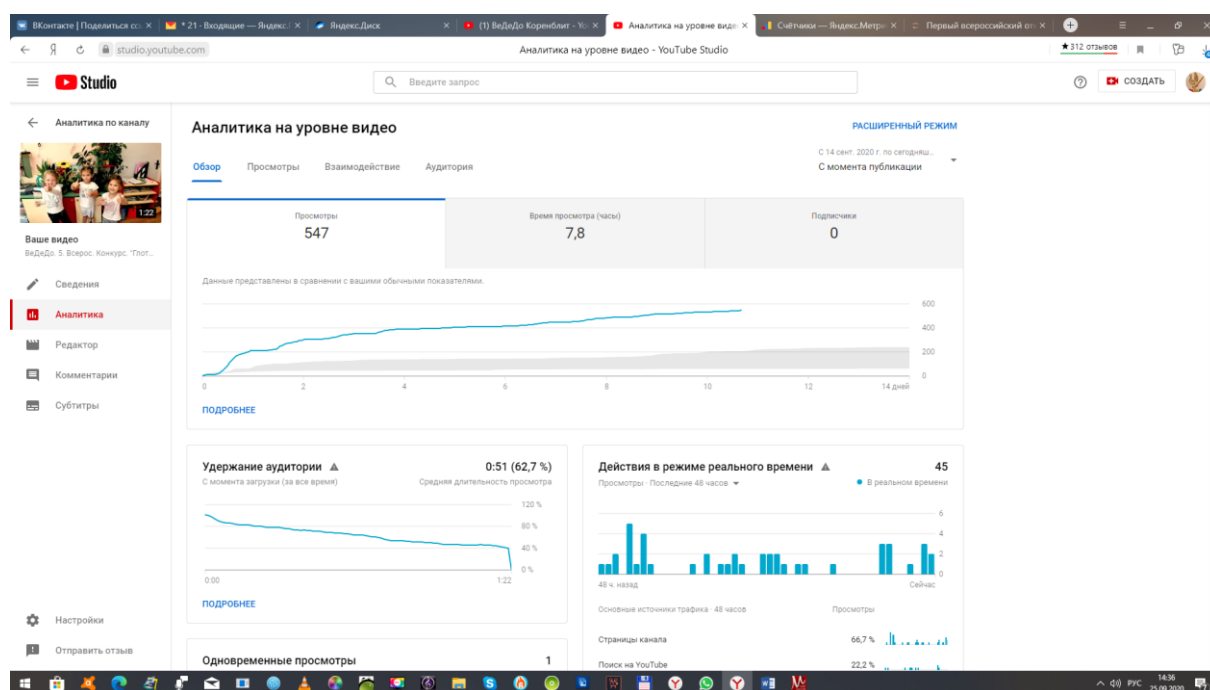 ВКонтакте | Поделиться ссы
* 21 · Входящие — Яндекс.
Яндекс.Диск
(1) ВеДеДо Коренблит - Yo
Аналитика на уровне видео
Счётчики — Яндекс.Метри
Первый всероссийский
studio.youtube.com
Аналитика на уровне видео - YouTube Studio
★ 312 отзывов
Studio
Введите запрос
СОЗДАТЬ
Аналитика по каналу
1:22
Ваше видео
ВеДеДо. 5. Всерос. Конкурс. "Глот...
Сведения
Аналитика
Редактор
Комментарии
Субтитры
Настройки
Отправить отзыв
Аналитика на уровне видео
РАСШИРЕННЫЙ РЕЖИМ
Обзор Просмотры Взаимодействие Аудитория
С 14 сент. 2020 г. по сегодняш...
С момента публикации
Просмотры
547
Время просмотра (часы)
7,8
Подписчики
0
Данные представлены в сравнении с вашими обычными показателями.
600
400
200
0
0 2 4 6 8 10 12 14 дней
ПОДРОБНЕЕ
Удержание аудитории
0:51 (62,7 %)
С момента загрузки (за все время)
Средняя длительность просмотра
120 %
80 %
40 %
0 %
0:00 1:22
ПОДРОБНЕЕ
Одновременные просмотры 1
Действия в режиме реального времени 45
Просмотры · Последние 48 часов
В реальном времени
6
4
2
0
48 ч. назад Сейчас
Основные источники трафика · 48 часов Просмотры
Страницы канала 66,7 %
Поиск на YouTube 22,2 %
РУС
14:36
25.09.2020